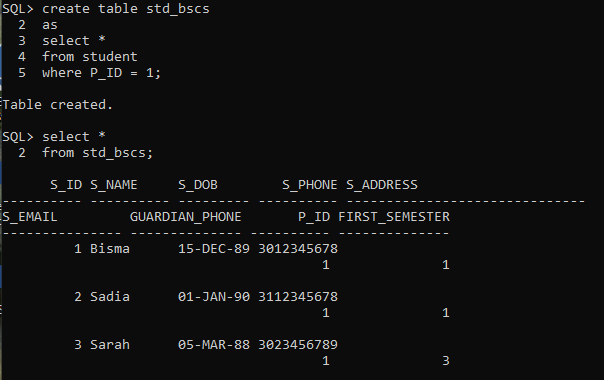 SQL> create table std_bscs
  2  as
  3  select *
  4  from student
  5  where P_ID = 1;
Table created.
SQL> select *
  2  from std_bscs;
      S_ID S_NAME     S_DOB        S_PHONE S_ADDRESS
---------- ---------- --------- ---------- ------------------------------
S_EMAIL         GUARDIAN_PHONE       P_ID FIRST_SEMESTER
--------------- -------------- ---------- --------------
         1 Bisma      15-DEC-89 3012345678
                                        1              1
         2 Sadia      01-JAN-90 3112345678
                                        1              1
         3 Sarah      05-MAR-88 3023456789
                                        1              3